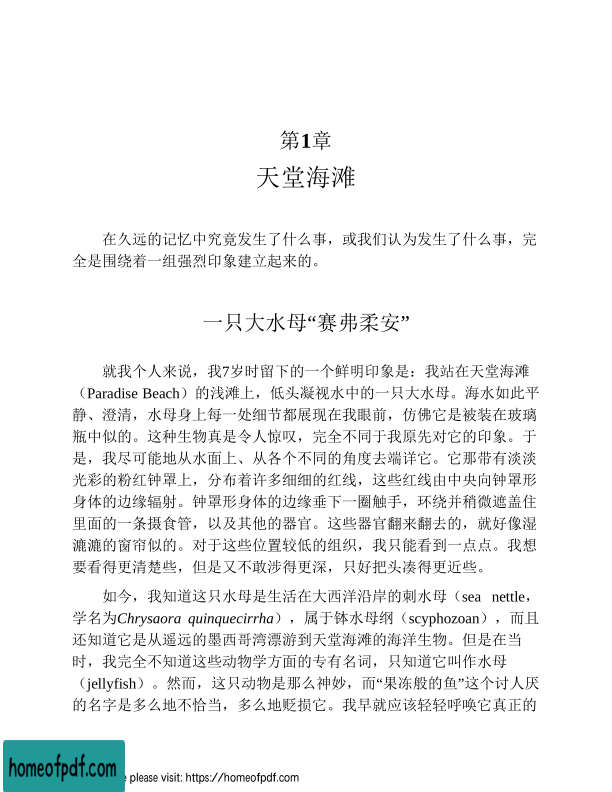 第1章
天堂海滩
在久远的记忆中究竟发生了什么事，或我们认为发生了什么事，完
全是围绕着一组强烈印象建立起来的。
一只大水母“赛弗柔安”
就我个人来说，我7岁时留下的一个鲜明印象是：我站在天堂海滩
（Paradise Beach）的浅滩上，低头凝视水中的一只大水母。海水如此平
静、澄清，水母身上每一处细节都展现在我眼前，仿佛它是被装在玻璃
瓶中似的。这种生物真是令人惊叹，完全不同于我原先对它的印象。于
是，我尽可能地从水面上、从各个不同的角度去端详它。它那带有淡淡
光彩的粉红钟罩上，分布着许多细细的红线，这些红线由中央向钟罩形
身体的边缘辐射。钟罩形身体的边缘垂下一圈触手，环绕并稍微遮盖住
里面的一条摄食管，以及其他的器官。这些器官翻来翻去的，就好像湿
漉漉的窗帘似的。对于这些位置较低的组织，我只能看到一点点。我想
要看得更清楚些，但是又不敢涉得更深，只好把头凑得更近些。
如今，我知道这只水母是生活在大西洋沿岸的刺水母（sea nettle，
学名为Chrysaora quinquecirrha），属于钵水母纲（scyphozoan），而且
还知道它是从遥远的墨西哥湾漂游到天堂海滩的海洋生物。但是在当
时，我完全不知道这些动物学方面的专有名词，只知道它叫作水母
（jellyfish）。然而，这只动物是那么神妙，而“果冻般的鱼”这个讨人厌
的名字是多么地不恰当，多么地贬损它。我早就应该轻轻呼唤它真正的
homeofpdf.com
e please visit: https://homeofpdf.com